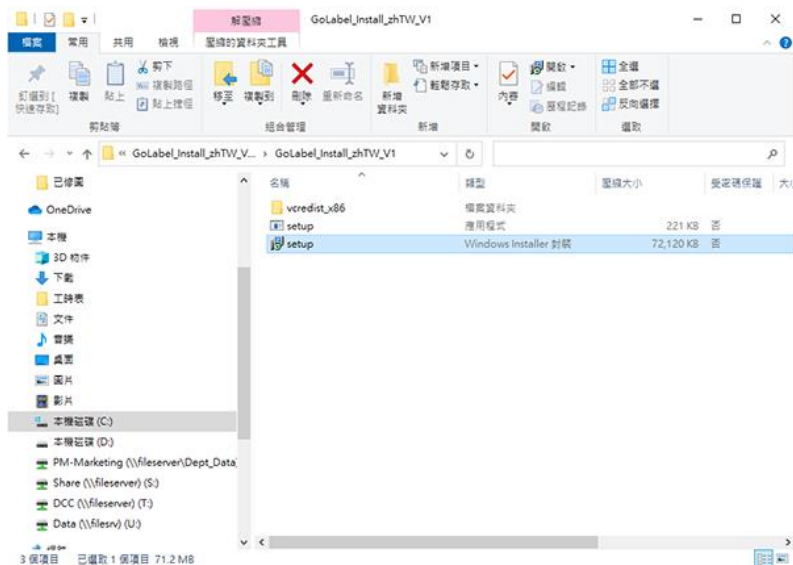 解壓縮
GoLabel_Install_zhTW_V1
檔案 常用 共用 檢視 壓縮的資料夾工具
釘選到 [快速存取]
複製
貼上
剪下
複製路徑
貼上捷徑
剪貼簿
移至
複製到
刪除
重新命名
組合管理
新增資料夾
新增項目
輕鬆存取
新增
內容
開啟
編輯
歷程記錄
開啟
全選
全部不選
反向選擇
選取
« GoLabel_Install_zhTW_V... › GoLabel_Install_zhTW_V1
名稱 類型 壓縮大小 受密碼保護
vcredist_x86 檔案資料夾
setup 應用程式 221 KB 否
setup Windows Installer 封裝 72,120 KB 否
OneDrive
本機
3D 物件
下載
工時表
文件
音樂
桌面
圖片
影片
本機磁碟 (C:)
本機磁碟 (D:)
PM-Marketing (\\fileserver\Dept_Data)
Share (\\fileserver) (S:)
DCC (\\fileserver) (T:)
Data (\\filesrv) (U:)
3 個項目 已選取 1 個項目 71.2 MB